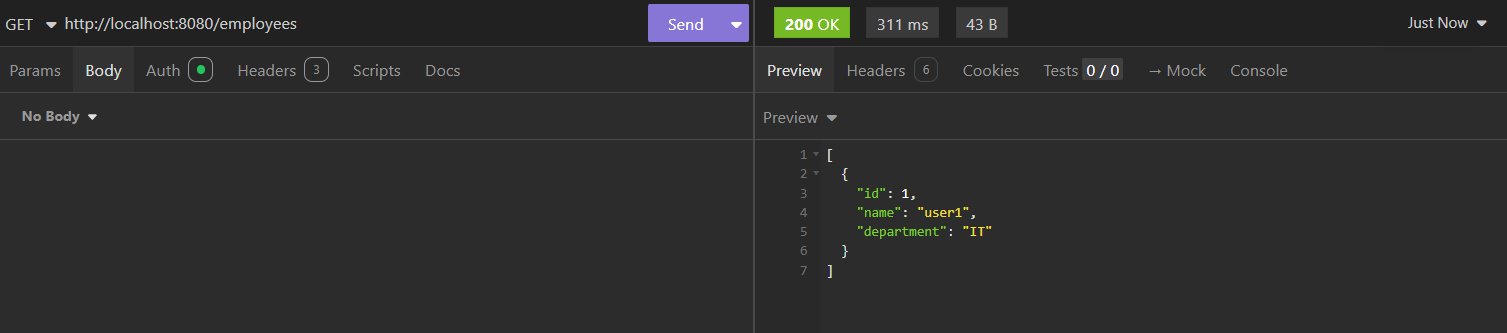 GET http://localhost:8080/employees Send
200 OK 311 ms 43 B Just Now
Params Body Auth Headers 3 Scripts Docs
Preview Headers 6 Cookies Tests 0 / 0 → Mock Console
No Body
Preview
1 [
2 {
3 "id": 1,
4 "name": "user1",
5 "department": "IT"
6 }
7 ]